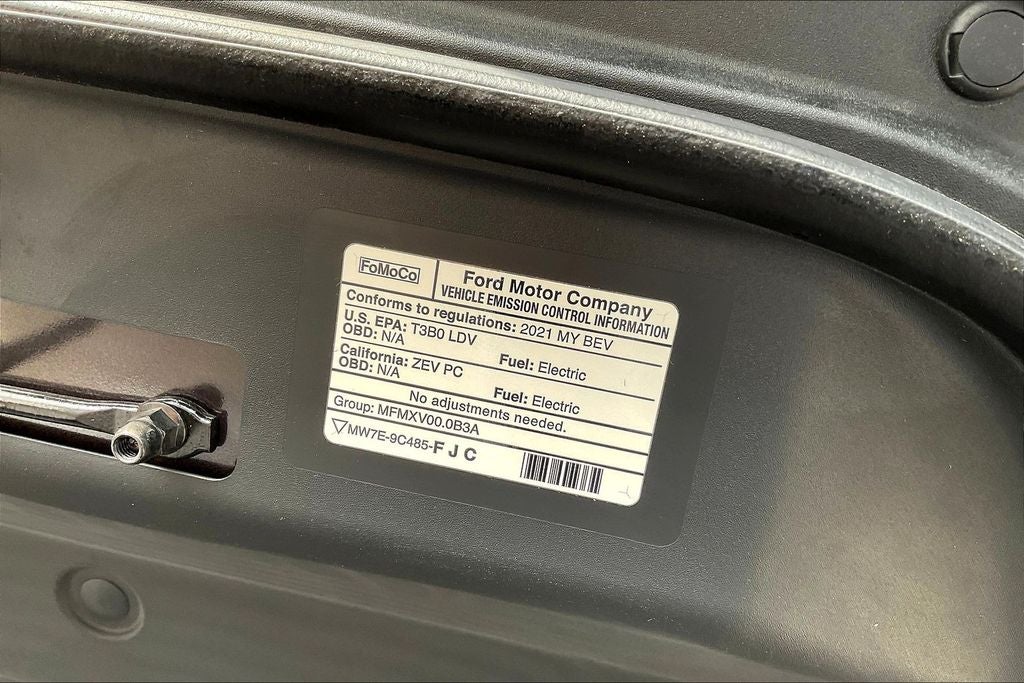 FoMoCo
Ford Motor Company
VEHICLE EMISSION CONTROL INFORMATION
Conforms to regulations: 2021 MY BEV
U.S. EPA: T3B0 LDV
OBD: N/A Fuel: Electric
California: ZEV PC
OBD: N/A Fuel: Electric
No adjustments needed.
Group: MFMXV00.0B3A
MW7E-9C485-F J C